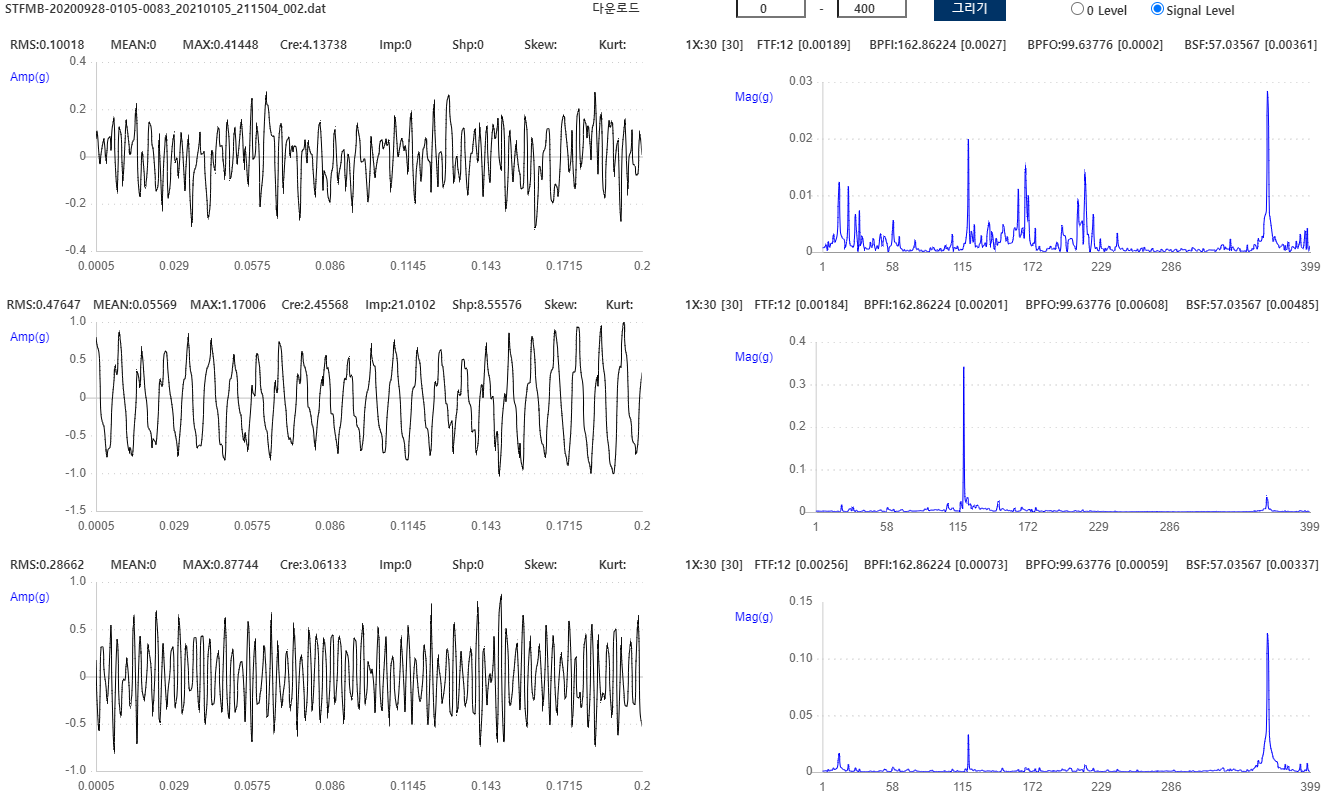 STFMB-20200928-0105-0083_20210105_211504_002.dat 다운로드 0 - 400 그리기 0 Level Signal Level
RMS:0.10018 MEAN:0 MAX:0.41448 Cre:4.13738 Imp:0 Shp:0 Skew: Kurt:
Amp(g)
0.4
0.2
0
-0.2
-0.4
0.0005 0.029 0.0575 0.086 0.1145 0.143 0.1715 0.2
1X:30 [30] FTF:12 [0.00189] BPFI:162.86224 [0.0027] BPFO:99.63776 [0.0002] BSF:57.03567 [0.00361]
Mag(g)
0.03
0.02
0.01
0
1 58 115 172 229 286 399
RMS:0.47647 MEAN:0.05569 MAX:1.17006 Cre:2.45568 Imp:21.0102 Shp:8.55576 Skew: Kurt:
Amp(g)
1.0
0.5
0
-0.5
-1.0
-1.5
0.0005 0.029 0.0575 0.086 0.1145 0.143 0.1715 0.2
1X:30 [30] FTF:12 [0.00184] BPFI:162.86224 [0.00201] BPFO:99.63776 [0.00608] BSF:57.03567 [0.00485]
Mag(g)
0.4
0.3
0.2
0.1
0
1 58 115 172 229 286 399
RMS:0.28662 MEAN:0 MAX:0.87744 Cre:3.06133 Imp:0 Shp:0 Skew: Kurt:
Amp(g)
1.0
0.5
0
-0.5
-1.0
0.0005 0.029 0.0575 0.086 0.1145 0.143 0.1715 0.2
1X:30 [30] FTF:12 [0.00256] BPFI:162.86224 [0.00073] BPFO:99.63776 [0.00059] BSF:57.03567 [0.00337]
Mag(g)
0.15
0.10
0.05
0
1 58 115 172 229 286 399